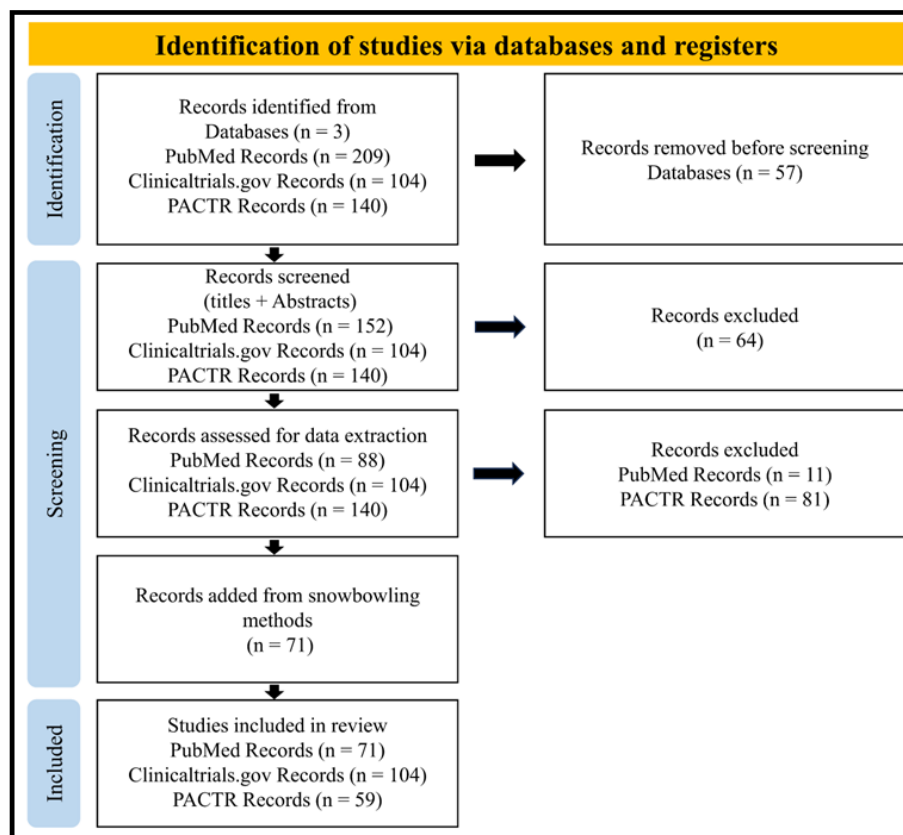 Identification of studies via databases and registers
Identification
Records identified from
Databases (n = 3)
PubMed Records (n = 209)
Clinicaltrials.gov Records (n = 104)
PACTR Records (n = 140)
Records removed before screening
Databases (n = 57)
Screening
Records screened
(titles + Abstracts)
PubMed Records (n = 152)
Clinicaltrials.gov Records (n = 104)
PACTR Records (n = 140)
Records excluded
(n = 64)
Records assessed for data extraction
PubMed Records (n = 88)
Clinicaltrials.gov Records (n = 104)
PACTR Records (n = 140)
Records excluded
PubMed Records (n = 11)
PACTR Records (n = 81)
Records added from snowbowling
methods
(n = 71)
Included
Studies included in review
PubMed Records (n = 71)
Clinicaltrials.gov Records (n = 104)
PACTR Records (n = 59)